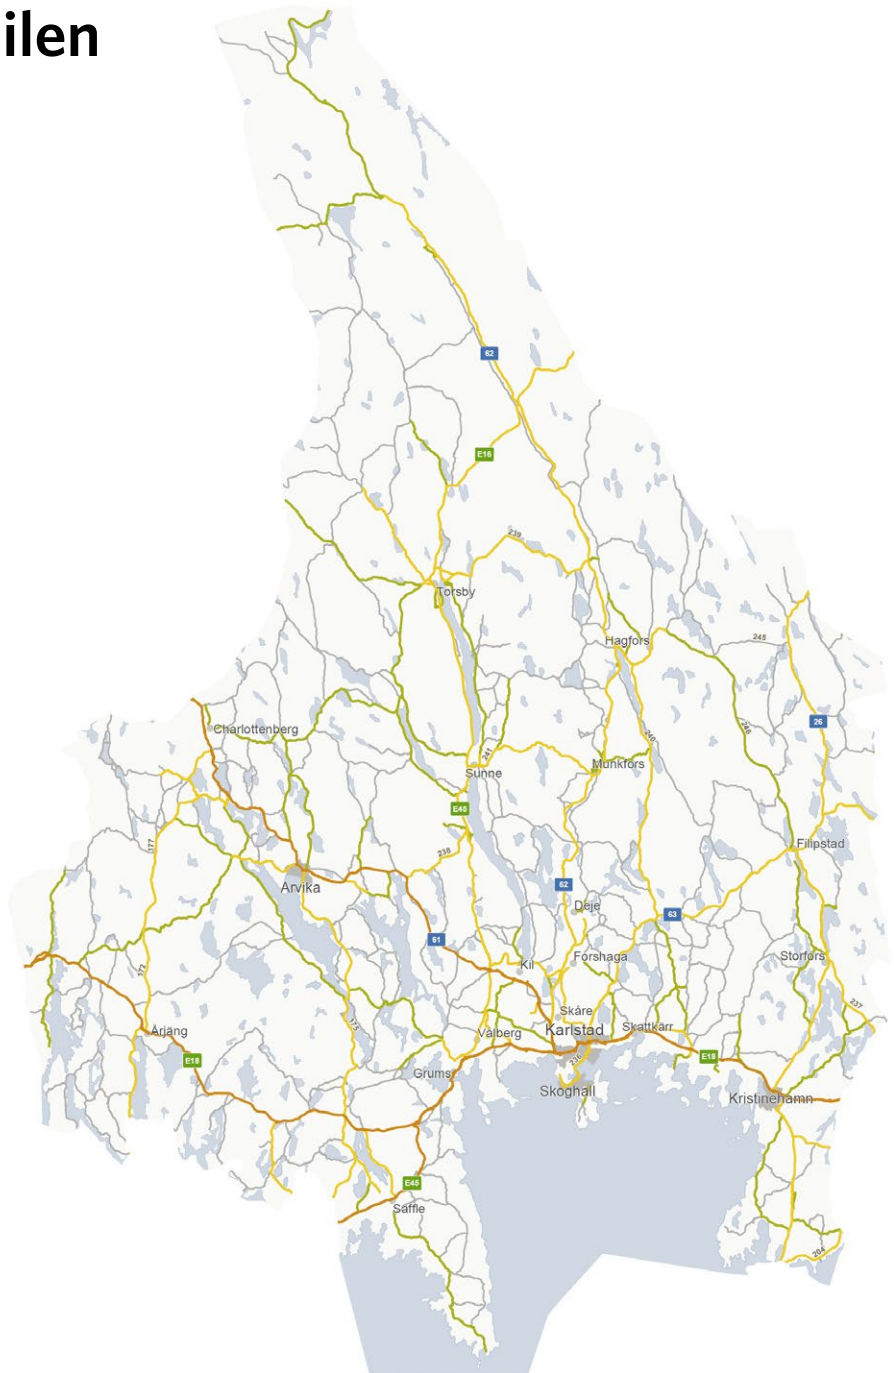 ilen
62
E16
239
Torsby
Hagfors
245
Charlottenberg
26
246
240
241
Sunne
Munkfors
E45
177
238
Filipstad
Arvika
62
Deje
63
61
Kil
Forshaga
Storfors
172
237
Skåre
175
Årjäng
Vålberg
Karlstad
Skattkärr
E18
236
E18
Grums
Skoghall
Kristinehamn
E45
Säffle
204